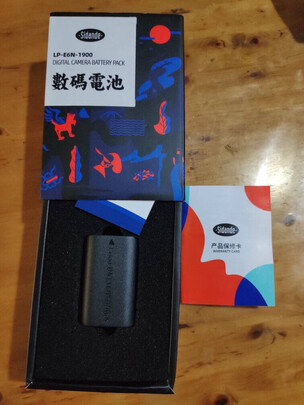 Sidande
LP-E6N-1900
DIGITAL CAMERA BATTERY PACK
數碼電池
Sidande
产品保修卡
WARRANTY CARD